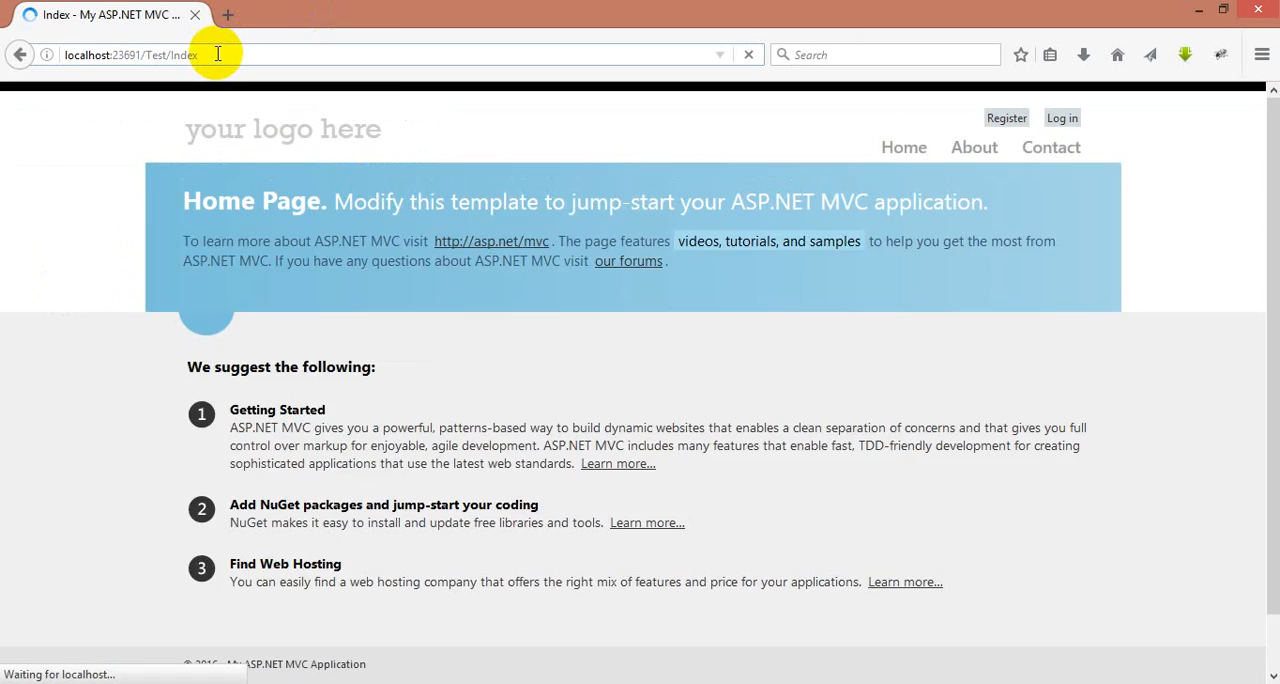 Index - My ASP.NET MVC ...
localhost:23691/Test/Index
Search
Register Log in
your logo here
Home About Contact
Home Page. Modify this template to jump-start your ASP.NET MVC application.
To learn more about ASP.NET MVC visit http://asp.net/mvc. The page features videos, tutorials, and samples to help you get the most from
ASP.NET MVC. If you have any questions about ASP.NET MVC visit our forums.
We suggest the following:
1 Getting Started
ASP.NET MVC gives you a powerful, patterns-based way to build dynamic websites that enables a clean separation of concerns and that gives you full
control over markup for enjoyable, agile development. ASP.NET MVC includes many features that enable fast, TDD-friendly development for creating
sophisticated applications that use the latest web standards. Learn more...
2 Add NuGet packages and jump-start your coding
NuGet makes it easy to install and update free libraries and tools. Learn more...
3 Find Web Hosting
You can easily find a web hosting company that offers the right mix of features and price for your applications. Learn more...
© 2016 - My ASP.NET MVC Application
Waiting for localhost...